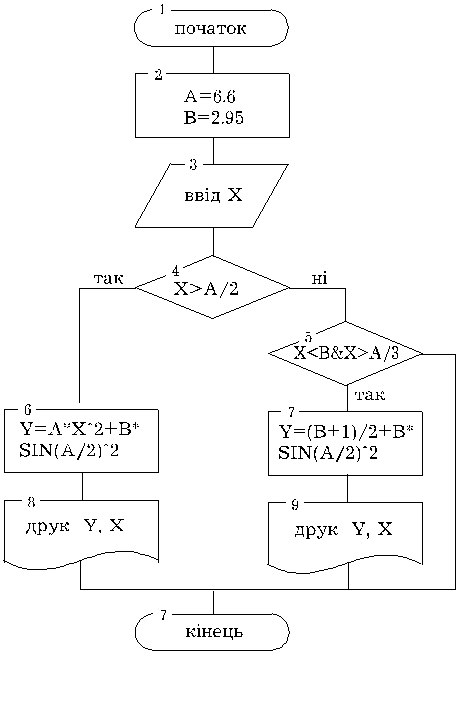 1
початок
2
A=6.6
B=2.95
3
ввід X
4
так
ні
X>A/2
5
X<B&X>A/3
так
6
Y=A*X^2+B*
SIN(A/2)^2
7
Y=(B+1)/2+B*
SIN(A/2)^2
8
друк Y, X
9
друк Y, X
7
кінець